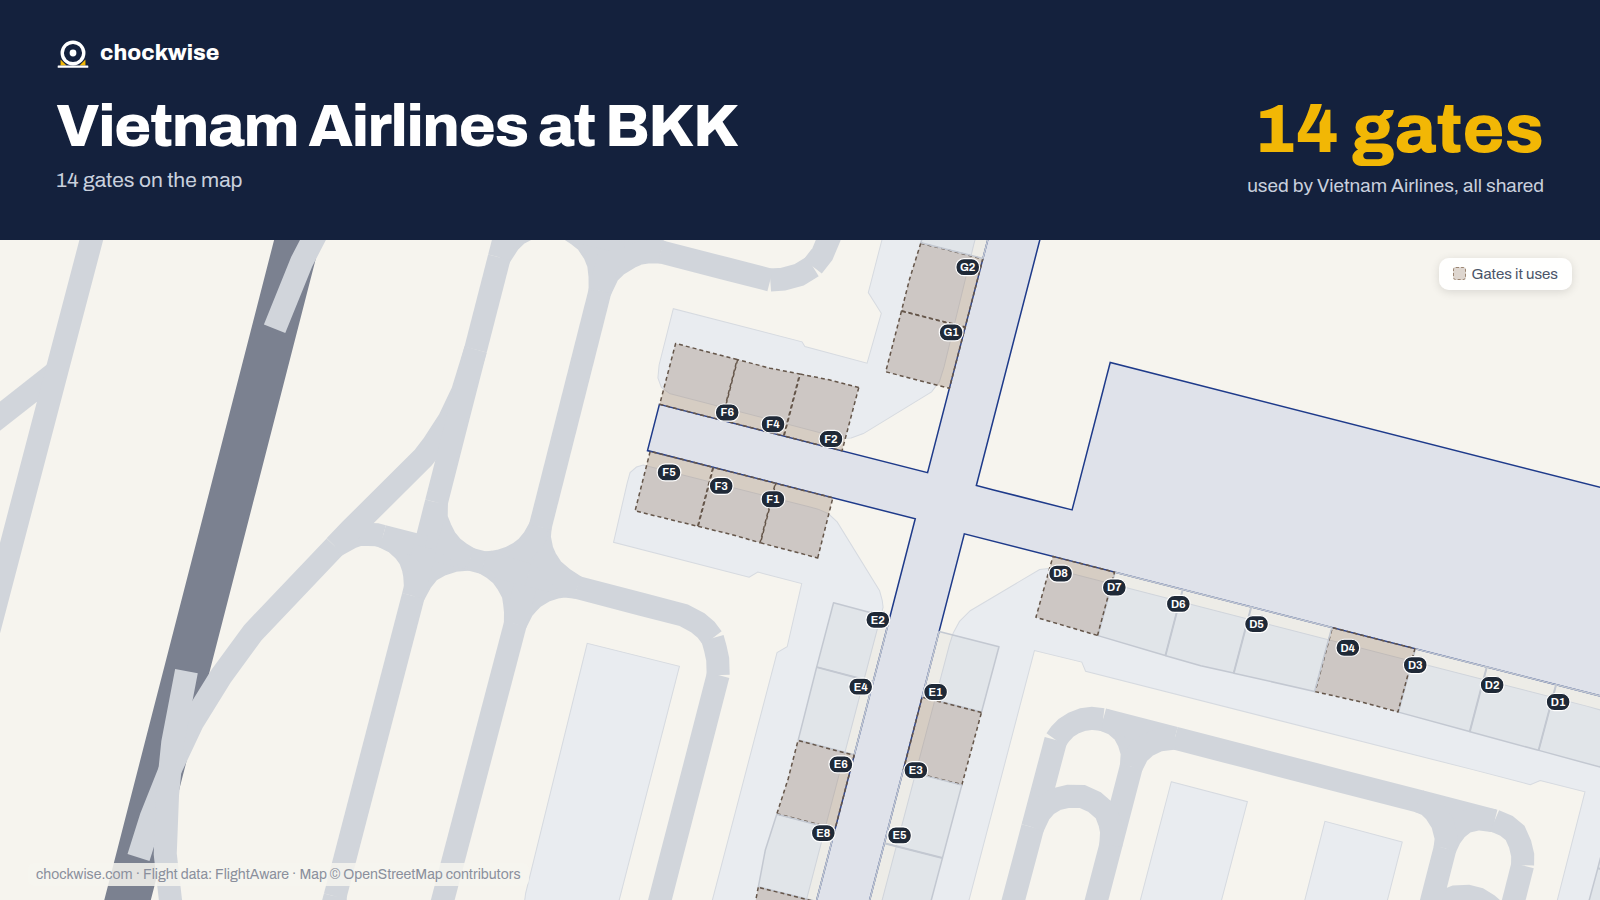 chockwise
Vietnam Airlines at BKK
14 gates on the map
14 gates
used by Vietnam Airlines, all shared
Gates it uses
G2
G1
F6
F4
F2
F5
F3
F1
D8
D7
D6
D5
D4
D3
D2
D1
E2
E4
E1
E6
E3
E8
E5
chockwise.com · Flight data: FlightAware · Map © OpenStreetMap contributors